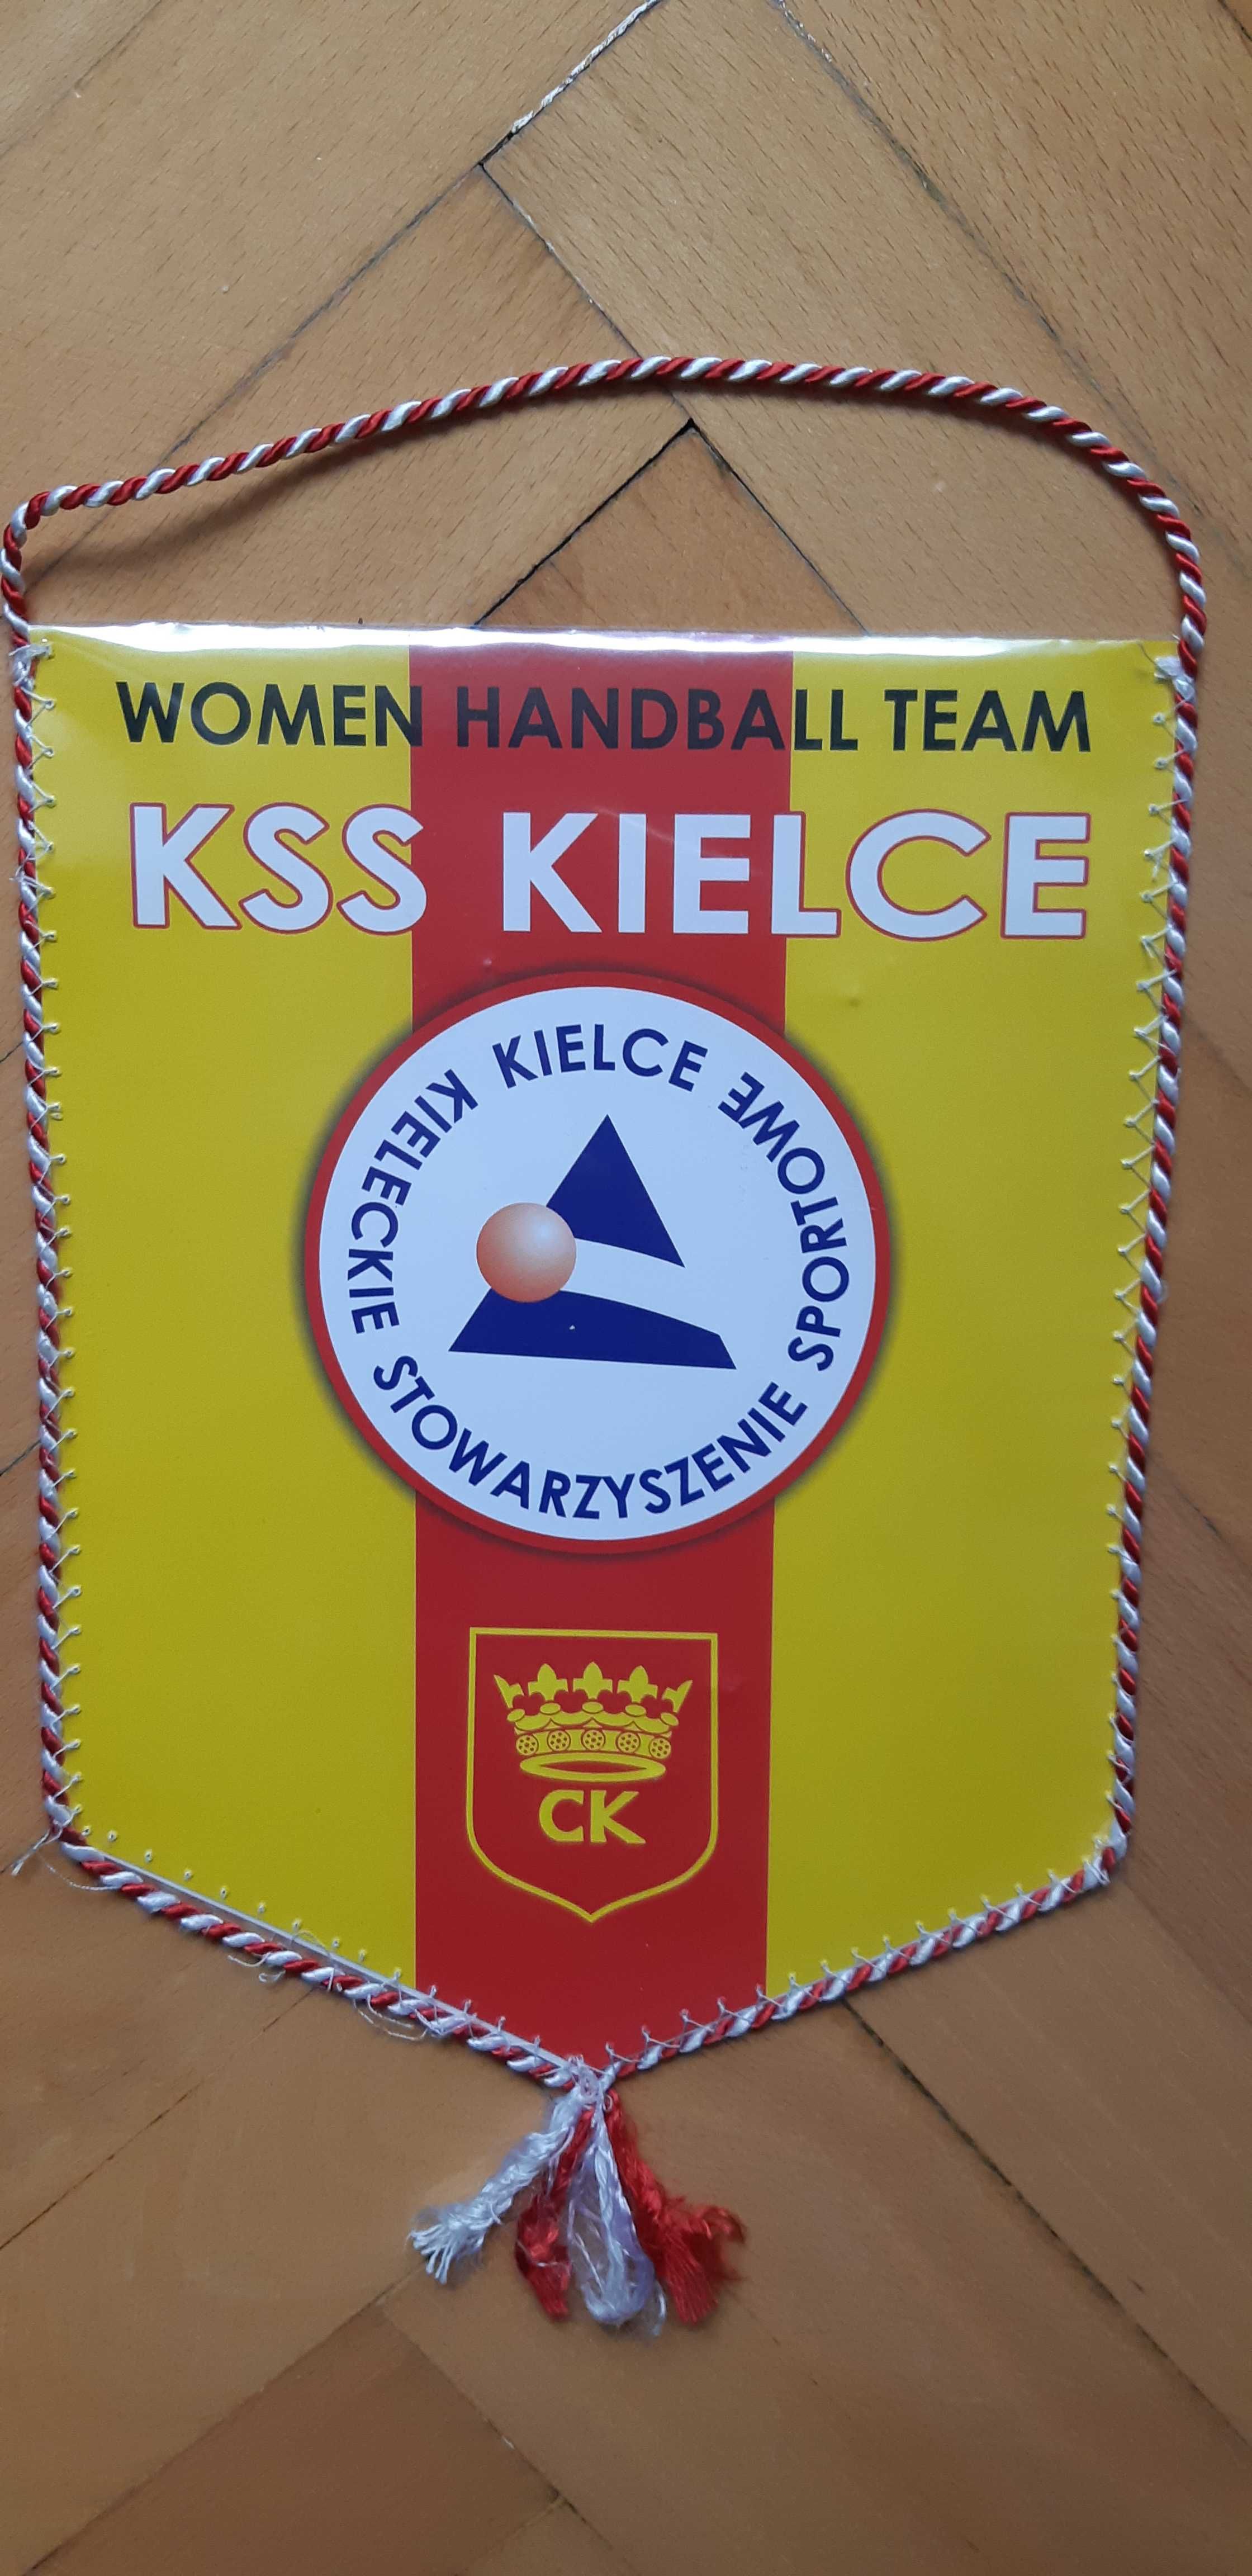 WOMEN HANDBALL TEAM
KSS KIELCE
KIELCE
KIELECKIE STOWARZYSZENIE SPORTOWE
CK